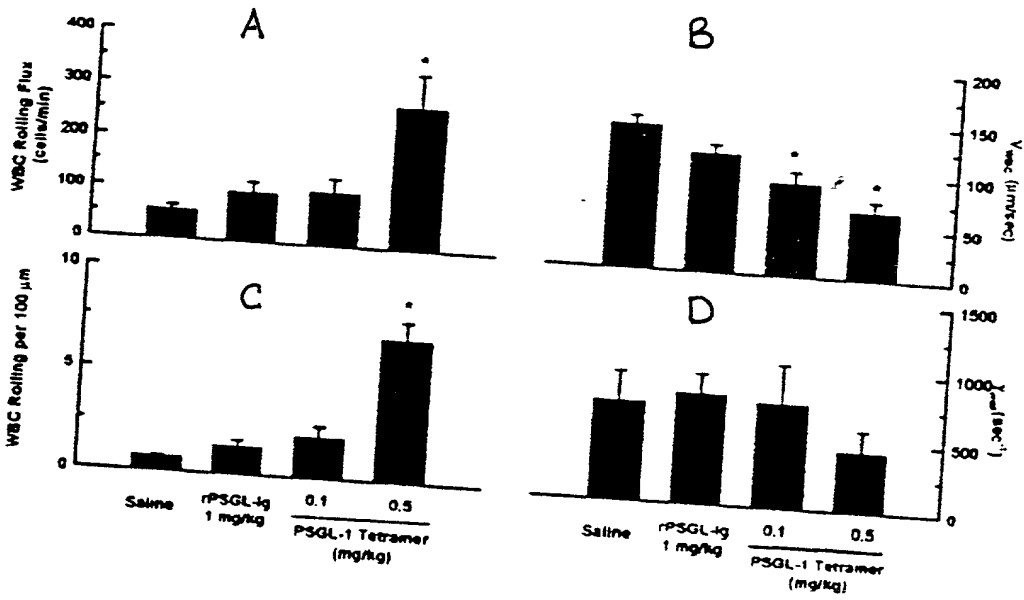 A
WBC Rolling Flux
(cells/min)
400
300
200
100
0
B
200
150
100
50
0
(μm/sec)
C
WBC Rolling per 100 μm
10
5
0
Saline
rPSGL-Ig
1 mg/kg
0.1
0.5
PSGL-1 Tetramer
(mg/kg)
D
1500
1000
500
0
(sec⁻¹)
Saline
rPSGL-Ig
1 mg/kg
0.1
0.5
PSGL-1 Tetramer
(mg/kg)